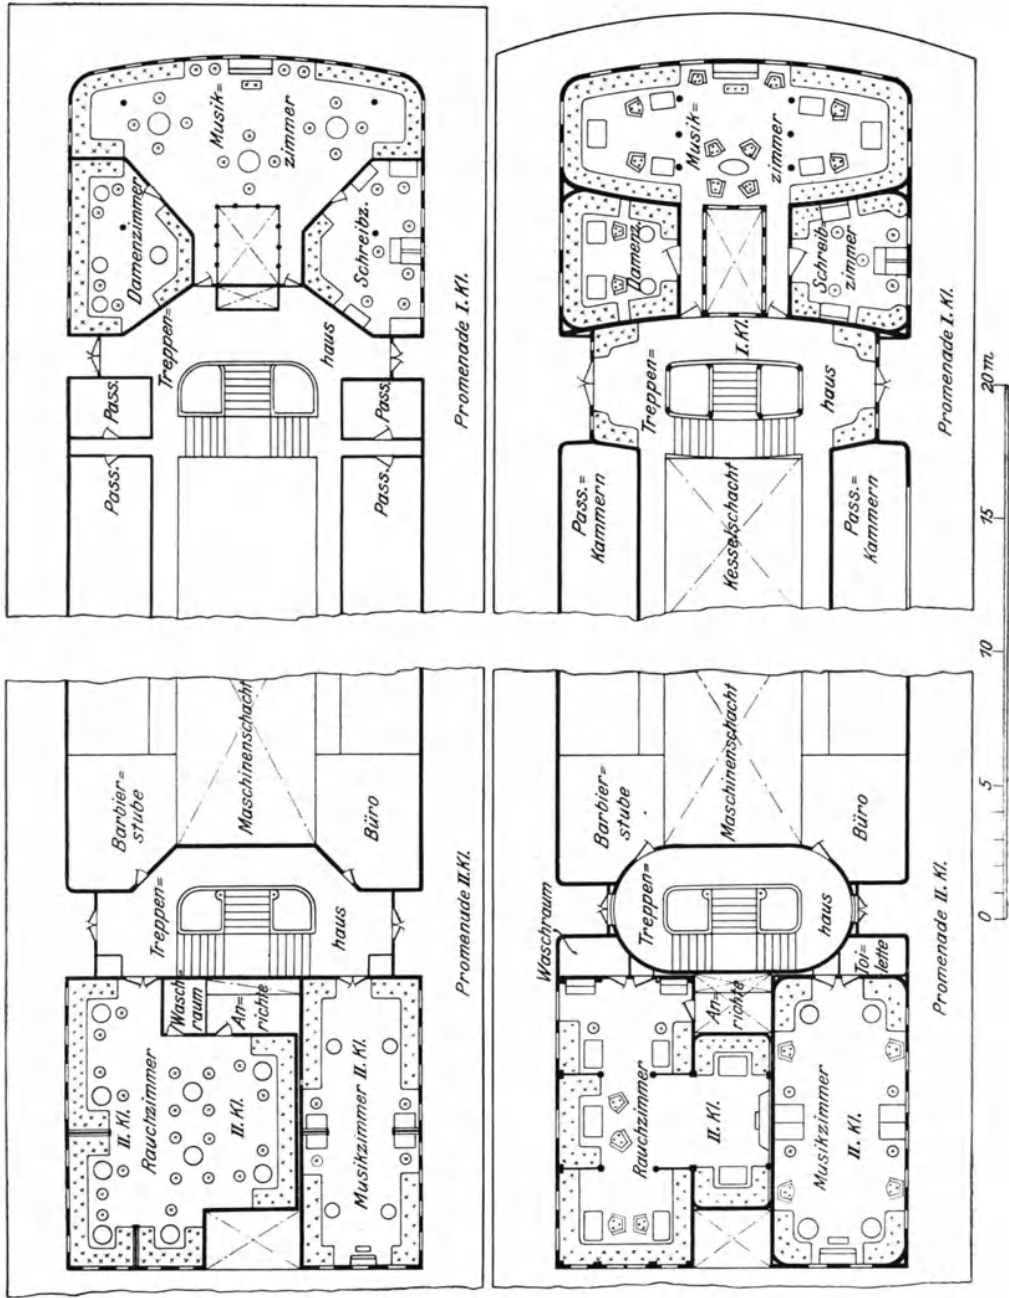 Musik=
zimmer
Damenzimmer
Schreibz.
Treppen=
haus
Pass.
Pass.
Pass.
Pass.
Promenade I. Kl.
Musik=
zimmer
Damenz.
Schreib=
zimmer
Treppen=
haus
I. Kl.
Pass.=
Kammern
Kesselschacht
Pass.=
Kammern
Promenade I. Kl.
Barbier=
stube
Maschinenschacht
Büro
Treppen=
haus
Wasch=
raum
An=
richte
Rauchzimmer
II. Kl.
II. Kl.
Musikzimmer II. Kl.
Promenade II. Kl.
Barbier=
stube
Maschinenschacht
Büro
Waschraum
Treppen=
haus
Toi=
lette
An=
richte
Rauchzimmer
II. Kl.
Musikzimmer
II. Kl.
Promenade II. Kl.
0 5 10 15 20 m.